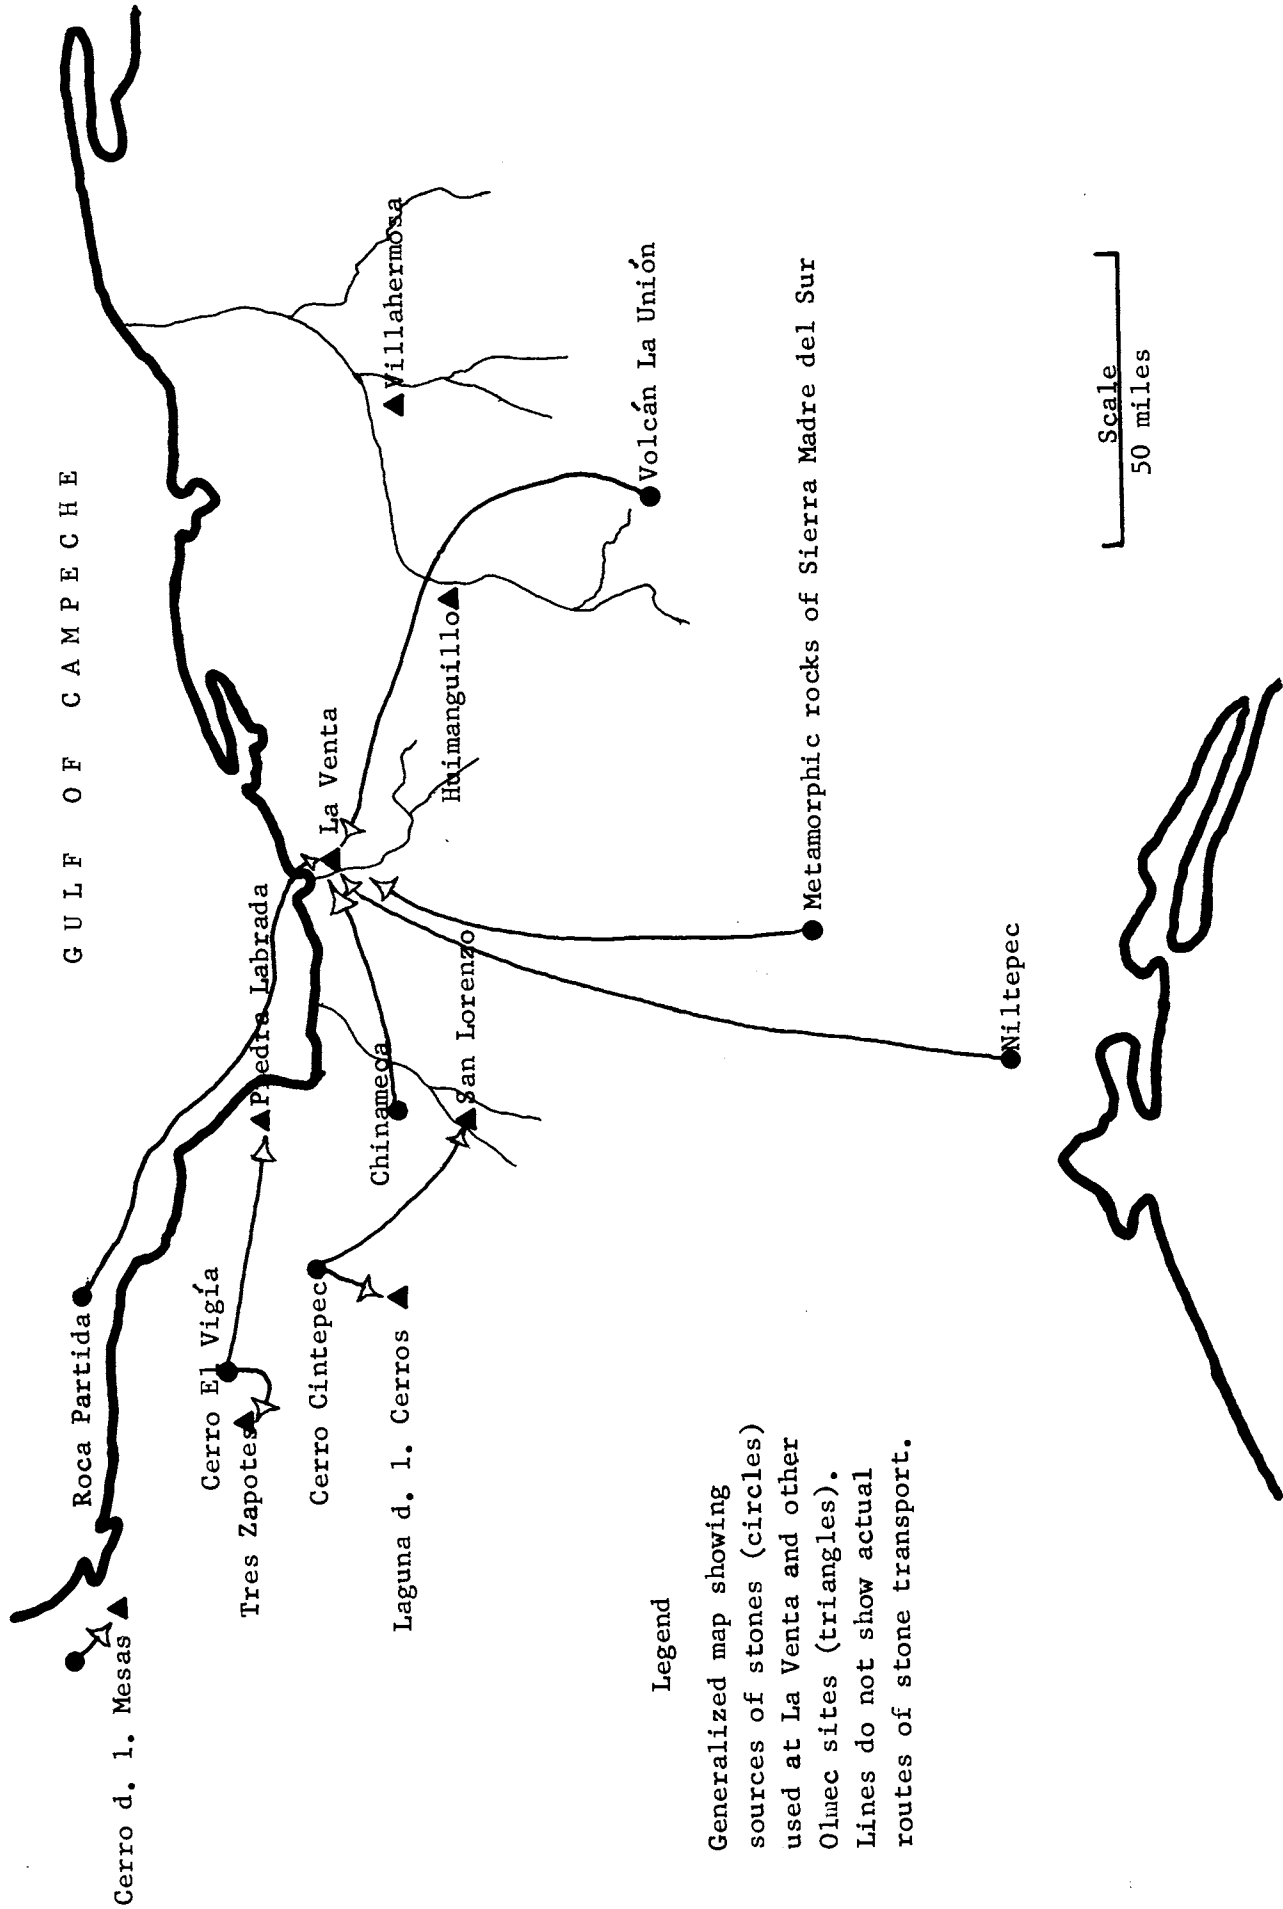 GULF OF CAMPECHE
Roca Partida
Cerro d. l. Mesas
Cerro El Vigía
Tres Zapotes
Piedra Labrada
Cerro Cintepec
La Venta
Chinameca
Villahermosa
Laguna d. l. Cerros
Huimanguillo
San Lorenzo
Volcán La Unión
Metamorphic rocks of Sierra Madre del Sur
Niltepec
Scale
50 miles
Legend
Generalized map showing
sources of stones (circles)
used at La Venta and other
Olmec sites (triangles).
Lines do not show actual
routes of stone transport.